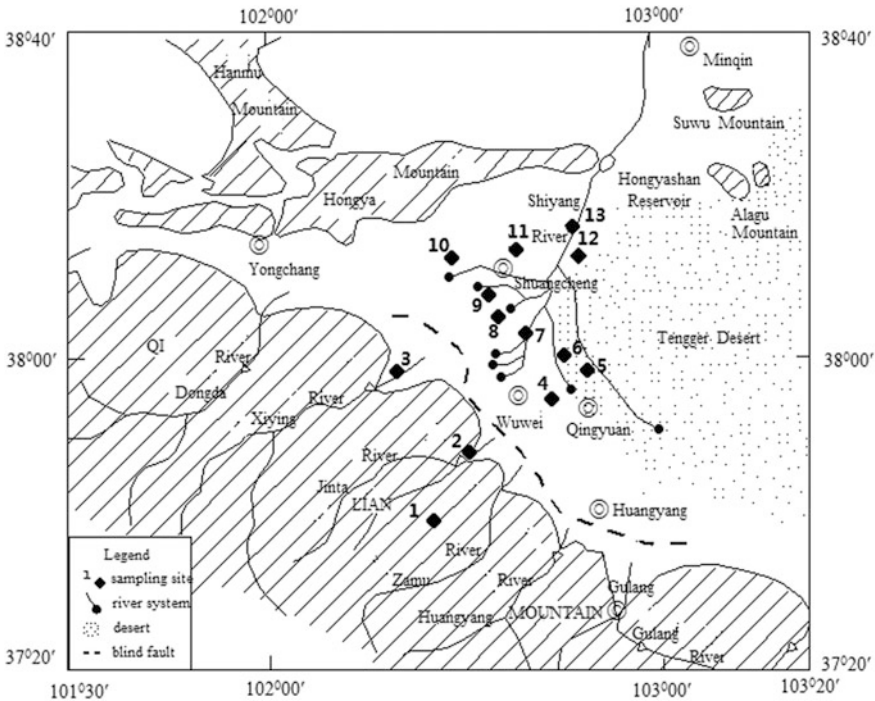 102°00′
103°00′
38°40′
38°40′
Minqin
Hanmu
Mountain
Suwu Mountain
Mountain
Hongya
Hongyashan
Reservoir
Shiyang
River
Alagu
Mountain
13
12
11
10
Yongchang
Shuangcheng
9
8
7
QI
River
Dongda
Tengger Desert
38°00′
38°00′
3
6
5
4
River
Xiying
Wuwei
Qingyuan
2
River
Jinta
LIAN
1
Huangyang
River
Zamu
River
Huangyang
MOUNTAIN
Gulang
Gulang
River
Legend
1 sampling site
river system
desert
blind fault
37°20′
37°20′
101°30′
102°00′
103°00′
103°20′